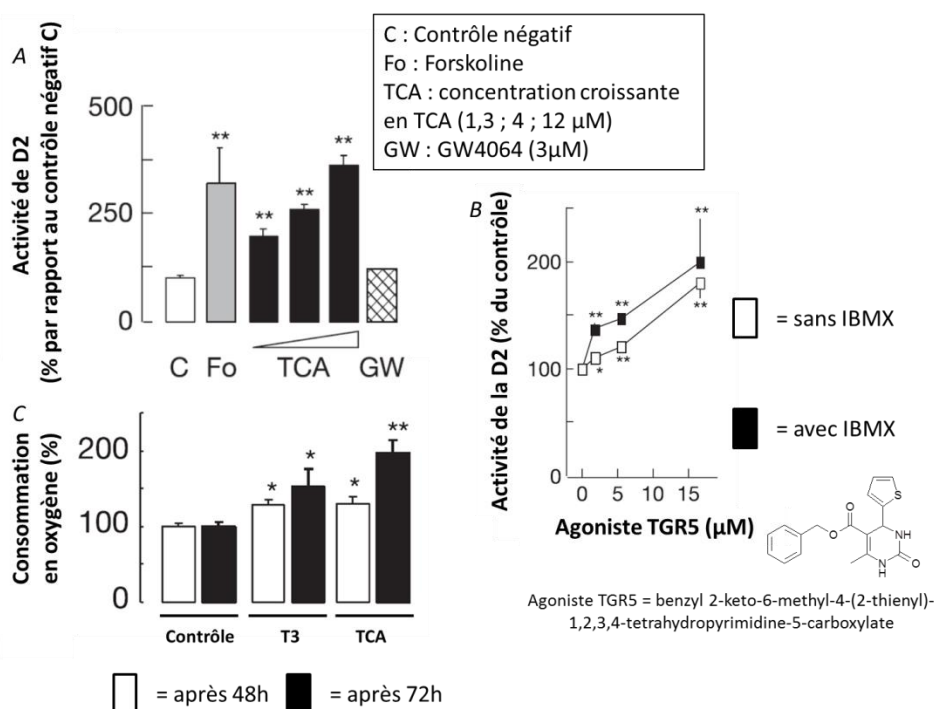 A
Activité de D2
(% par rapport au contrôle négatif C)
500
250
0
**
**
**
**
C
Fo
TCA
GW
C : Contrôle négatif
Fo : Forskoline
TCA : concentration croissante
en TCA (1,3 ; 4 ; 12 µM)
GW : GW4064 (3µM)
B
Activité de la D2 (% du contrôle)
200
150
100
0
**
**
**
*
**
**
0
5
10
15
Agoniste TGR5 (µM)
= sans IBMX
= avec IBMX
S
O
O
NH
N
H
O
Agoniste TGR5 = benzyl 2-keto-6-methyl-4-(2-thienyl)-
1,2,3,4-tetrahydropyrimidine-5-carboxylate
C
Consommation
en oxygène (%)
200
100
0
*
*
*
**
Contrôle
T3
TCA
= après 48h
= après 72h